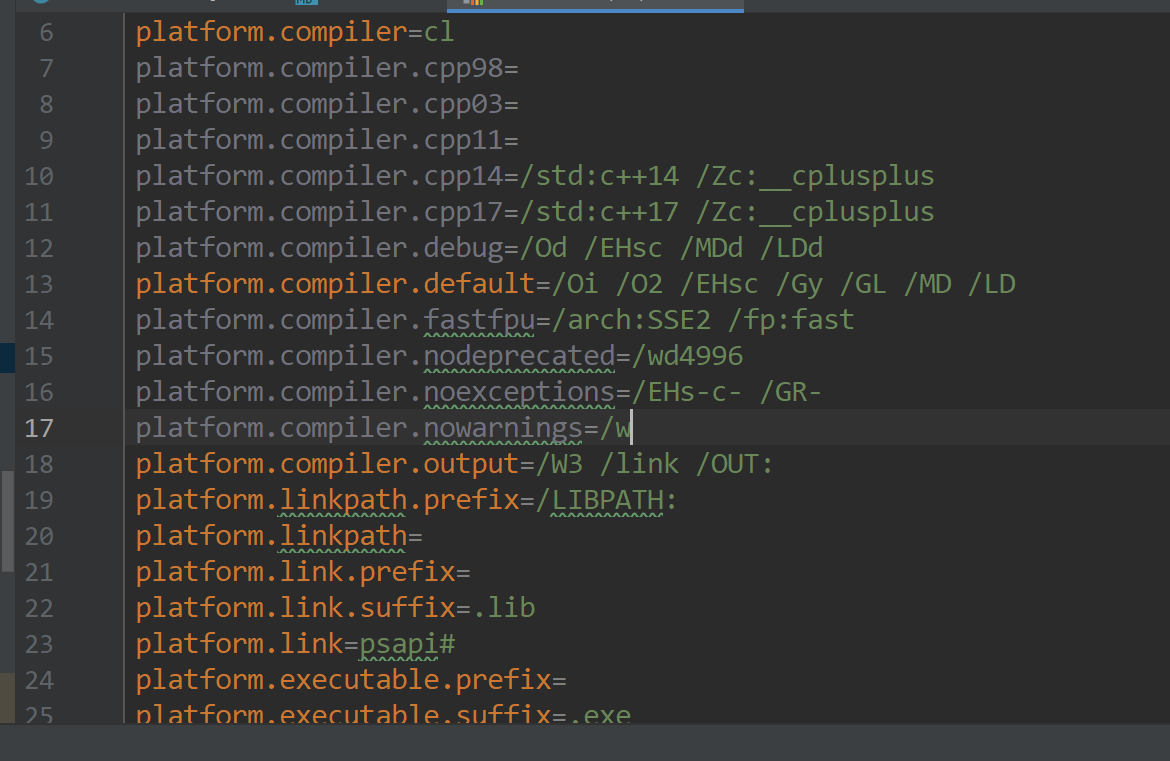 MD
6 platform.compiler=cl
7 platform.compiler.cpp98=
8 platform.compiler.cpp03=
9 platform.compiler.cpp11=
10 platform.compiler.cpp14=/std:c++14 /Zc:__cplusplus
11 platform.compiler.cpp17=/std:c++17 /Zc:__cplusplus
12 platform.compiler.debug=/Od /EHsc /MDd /LDd
13 platform.compiler.default=/Oi /O2 /EHsc /Gy /GL /MD /LD
14 platform.compiler.fastfpu=/arch:SSE2 /fp:fast
15 platform.compiler.nodeprecated=/wd4996
16 platform.compiler.noexceptions=/EHs-c- /GR-
17 platform.compiler.nowarnings=/w
18 platform.compiler.output=/W3 /link /OUT:
19 platform.linkpath.prefix=/LIBPATH:
20 platform.linkpath=
21 platform.link.prefix=
22 platform.link.suffix=.lib
23 platform.link=psapi#
24 platform.executable.prefix=
25 platform.executable.suffix=.exe